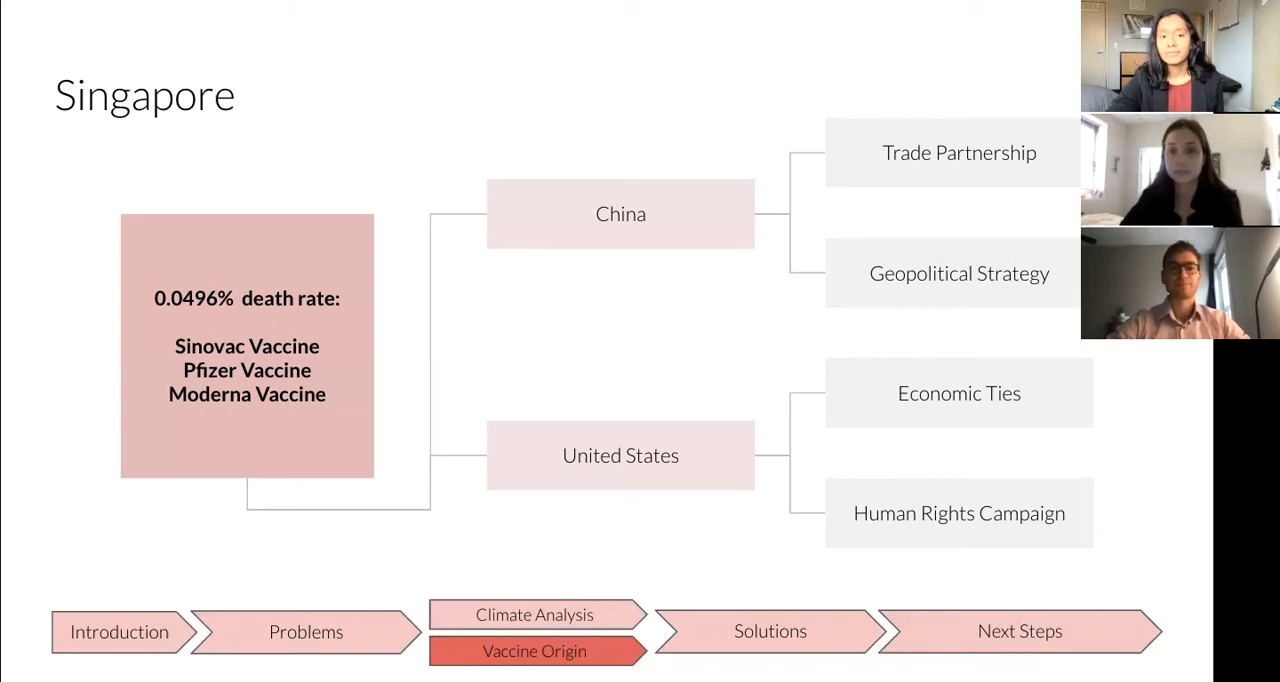 Singapore
0.0496% death rate:
Sinovac Vaccine
Pfizer Vaccine
Moderna Vaccine
China
United States
Trade Partnership
Geopolitical Strategy
Economic Ties
Human Rights Campaign
Introduction
Problems
Climate Analysis
Vaccine Origin
Solutions
Next Steps